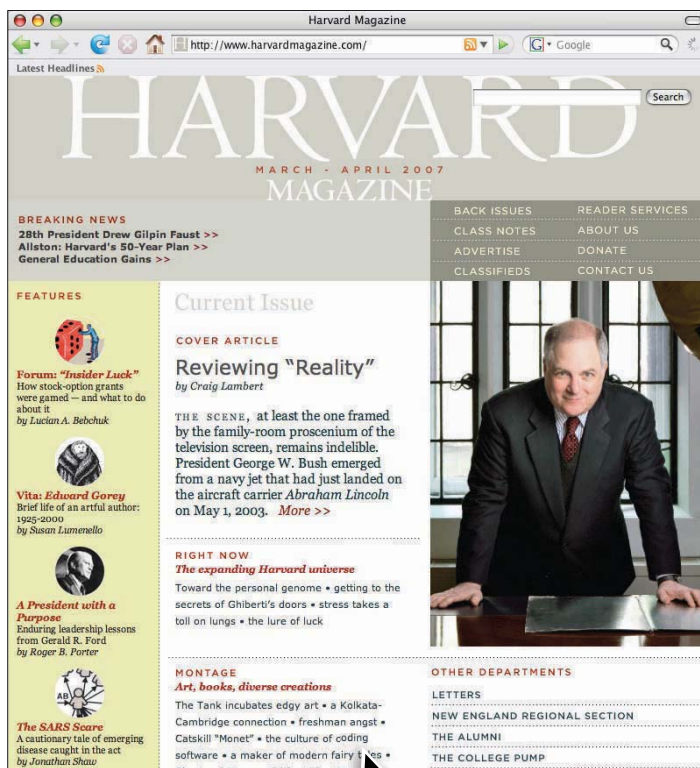 Harvard Magazine
http://www.harvardmagazine.com/
G
Google
Latest Headlines
Search
HARVARD
MARCH - APRIL 2007
MAGAZINE
BREAKING NEWS
28th President Drew Gilpin Faust >>
Allston: Harvard's 50-Year Plan >>
General Education Gains >>
BACK ISSUES
READER SERVICES
CLASS NOTES
ABOUT US
ADVERTISE
DONATE
CLASSIFIEDS
CONTACT US
FEATURES
Forum: "Insider Luck"
How stock-option grants
were gamed — and what to do
about it
by Lucian A. Bebchuk
Vita: Edward Gorey
Brief life of an artful author:
1925-2000
by Susan Lumenello
A President with a
Purpose
Enduring leadership lessons
from Gerald R. Ford
by Roger B. Porter
AB
The SARS Scare
A cautionary tale of emerging
disease caught in the act
by Jonathan Shaw
Current Issue
COVER ARTICLE
Reviewing "Reality"
by Craig Lambert
THE SCENE, at least the one framed
by the family-room proscenium of the
television screen, remains indelible.
President George W. Bush emerged
from a navy jet that had just landed on
the aircraft carrier Abraham Lincoln
on May 1, 2003. More >>
RIGHT NOW
The expanding Harvard universe
Toward the personal genome • getting to the
secrets of Ghiberti's doors • stress takes a
toll on lungs • the lure of luck
MONTAGE
Art, books, diverse creations
The Tank incubates edgy art • a Kolkata-
Cambridge connection • freshman angst •
Catskill "Monet" • the culture of coding
software • a maker of modern fairy tales •
OTHER DEPARTMENTS
LETTERS
NEW ENGLAND REGIONAL SECTION
THE ALUMNI
THE COLLEGE PUMP